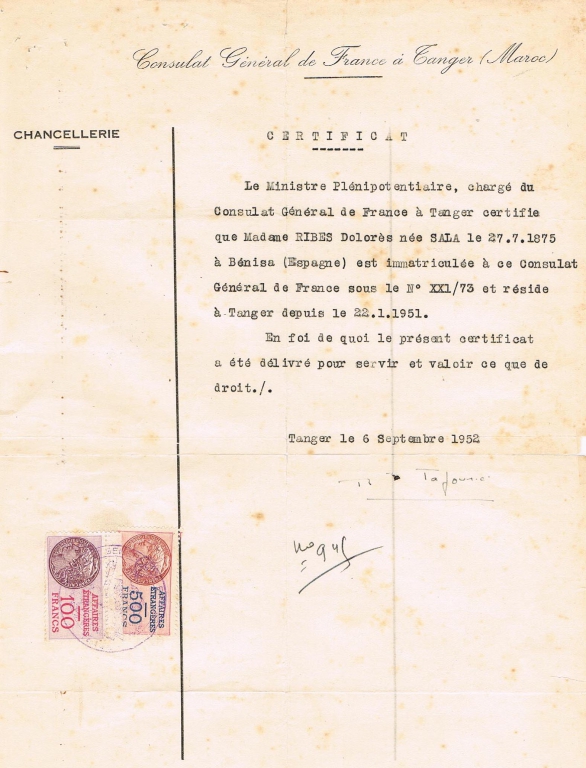 Consulat Général de France à Tanger (Maroc)
CHANCELLERIE
CERTIFICAT
Le Ministre Plénipotentiaire, chargé du
Consulat Général de France à Tanger certifie
que Madame RIBES Dolorès née SALA le 27.7.1875
à Bénisa (Espagne) est immatriculée à ce Consulat
Général de France sous le N° XX1/73 et réside
à Tanger depuis le 22.1.1951.
En foi de quoi le présent certificat
a été délivré pour servir et valoir ce que de
droit./.
Tanger le 6 Septembre 1952
AFFAIRES
ÉTRANGÈRES
100
FRANCS
AFFAIRES
ÉTRANGÈRES
500
FRANCS